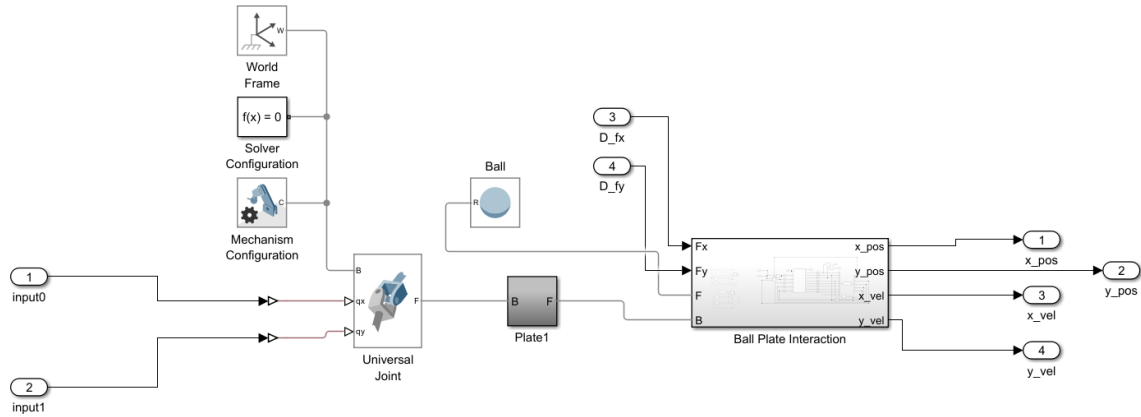 W
World
Frame
f(x) = 0
Solver
Configuration
C
Mechanism
Configuration
1
input0
2
input1
B
qx
qy
F
Universal
Joint
B
F
Plate1
Ball
R
3
D_fx
4
D_fy
Fx
Fy
F
B
x_pos
y_pos
x_vel
y_vel
Ball Plate Interaction
1
x_pos
2
y_pos
3
x_vel
4
y_vel